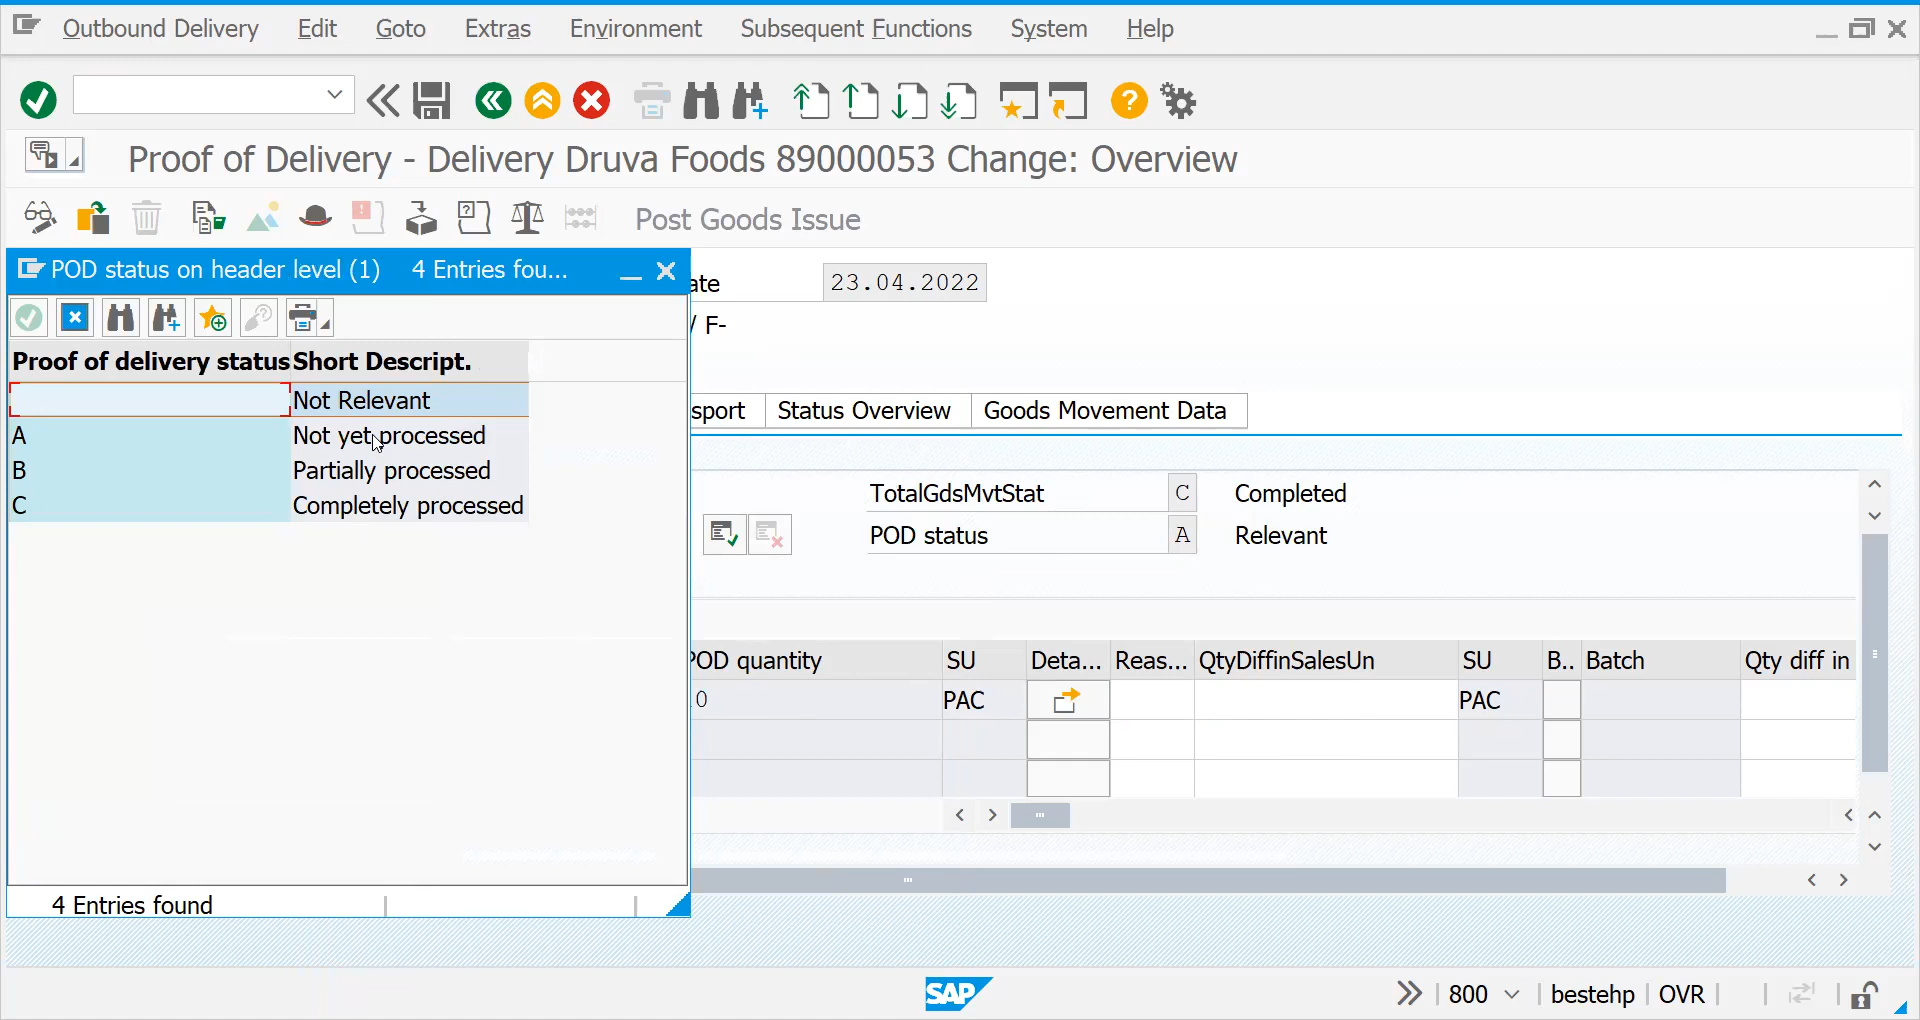 Outbound Delivery Edit Goto Extras Environment Subsequent Functions System Help
Proof of Delivery - Delivery Druva Foods 89000053 Change: Overview
Post Goods Issue
POD status on header level (1) 4 Entries fou...
Proof of delivery status Short Descript.
Not Relevant
A Not yet processed
B Partially processed
C Completely processed
4 Entries found
ate 23.04.2022
/ F-
sport Status Overview Goods Movement Data
TotalGdsMvtStat C Completed
POD status A Relevant
POD quantity SU Deta... Reas... QtyDiffinSalesUn SU B.. Batch Qty diff in
0 PAC PAC
SAP 800 bestehp OVR